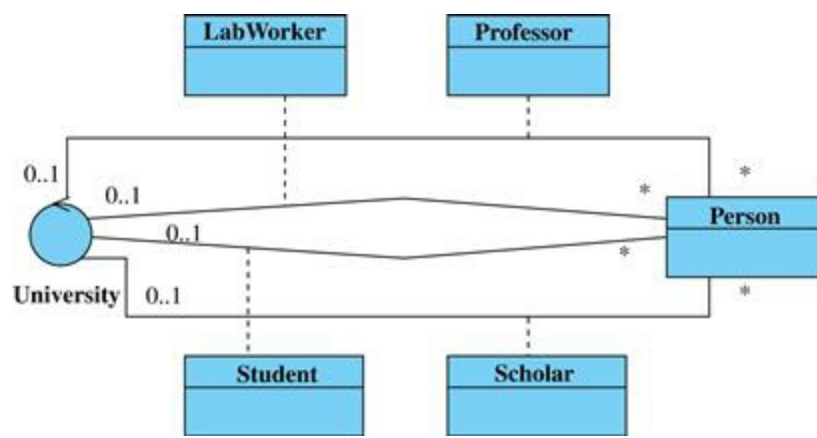 LabWorker
Professor
0..1
*
0..1
*
Person
0..1
*
University
0..1
*
Student
Scholar